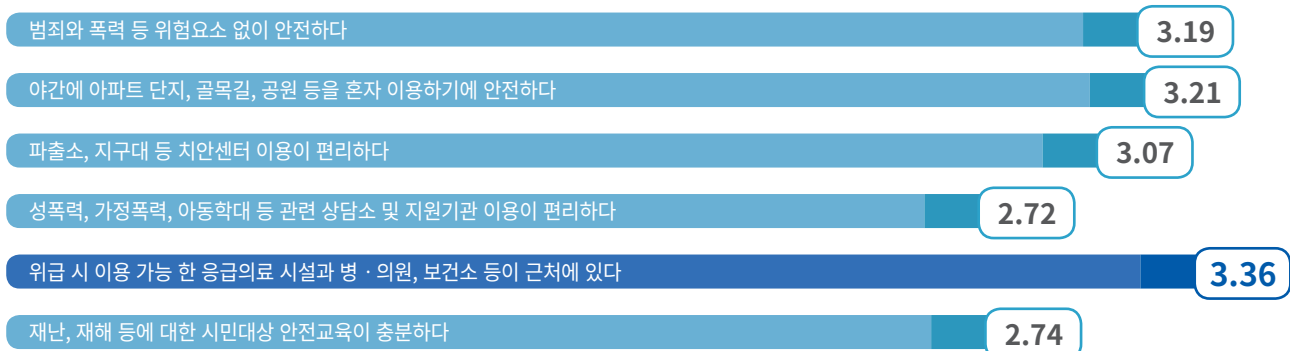 범죄와 폭력 등 위험요소 없이 안전하다 3.19
야간에 아파트 단지, 골목길, 공원 등을 혼자 이용하기에 안전하다 3.21
파출소, 지구대 등 치안센터 이용이 편리하다 3.07
성폭력, 가정폭력, 아동학대 등 관련 상담소 및 지원기관 이용이 편리하다 2.72
위급 시 이용 가능 한 응급의료 시설과 병 · 의원, 보건소 등이 근처에 있다 3.36
재난, 재해 등에 대한 시민대상 안전교육이 충분하다 2.74